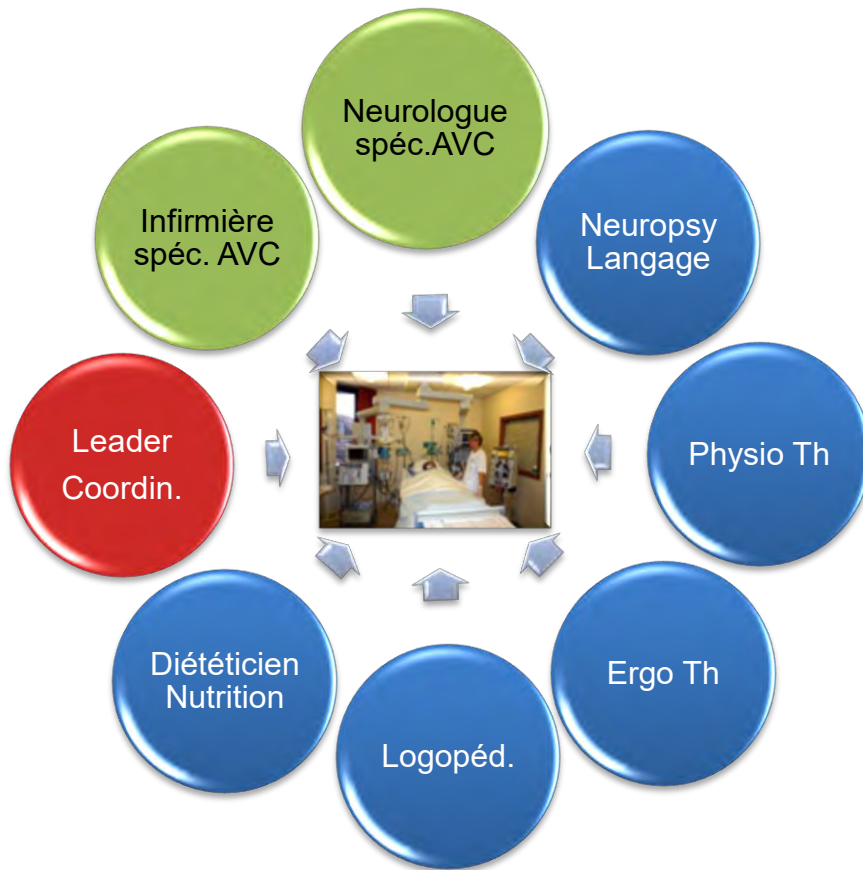 Neurologue
spéc.AVC
Neuropsy
Langage
Physio Th
Ergo Th
Logopéd.
Diététicien
Nutrition
Leader
Coordin.
Infirmière
spéc. AVC